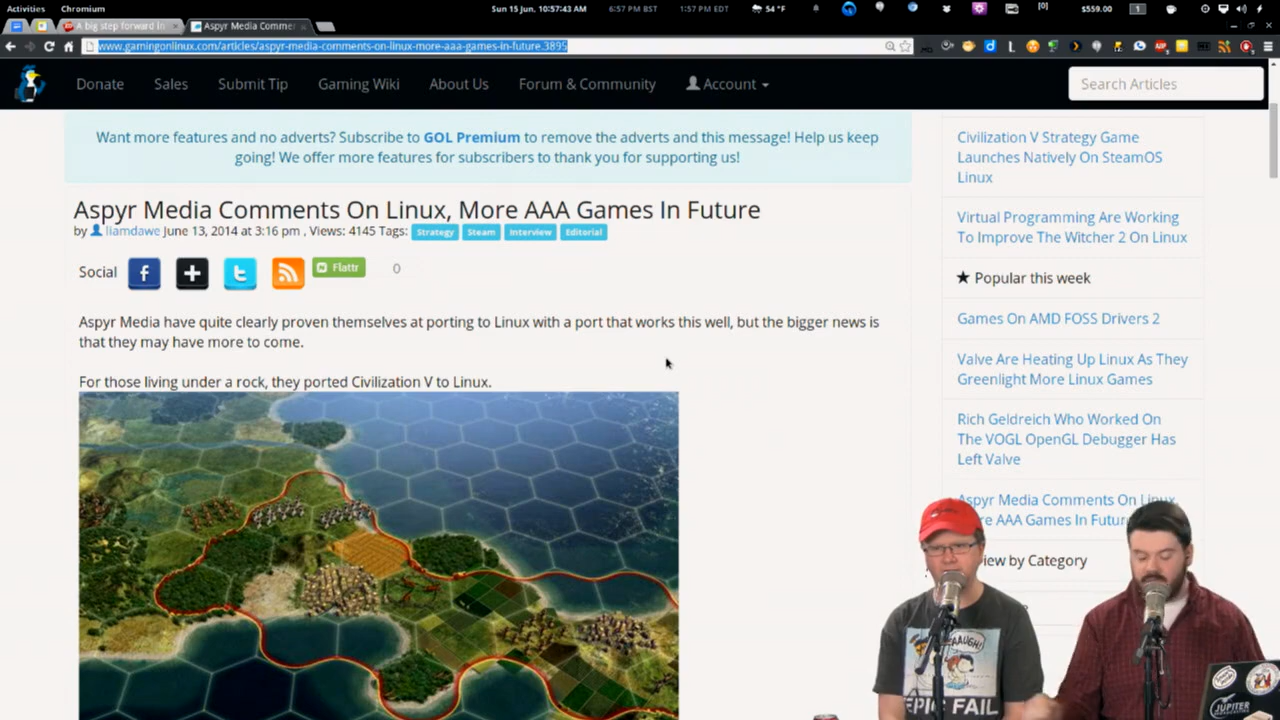 Activities
Chromium
Sun 15 Jun, 10:57:43 AM
6:57 PM BST
1:57 PM EDT
54 °F
$559.00
1
A big step forward in
Aspyr Media Commen
www.gamingonlinux.com/articles/aspyr-media-comments-on-linux-more-aaa-games-in-future.3895
Donate
Sales
Submit Tip
Gaming Wiki
About Us
Forum & Community
Account
Search Articles
Want more features and no adverts? Subscribe to GOL Premium to remove the adverts and this message! Help us keep
going! We offer more features for subscribers to thank you for supporting us!
Aspyr Media Comments On Linux, More AAA Games In Future
by liamdawe June 13, 2014 at 3:16 pm , Views: 4145 Tags: Strategy Steam Interview Editorial
Social
Flattr
0
Aspyr Media have quite clearly proven themselves at porting to Linux with a port that works this well, but the bigger news is
that they may have more to come.
For those living under a rock, they ported Civilization V to Linux.
Civilization V Strategy Game
Launches Natively On SteamOS
Linux
Virtual Programming Are Working
To Improve The Witcher 2 On Linux
Popular this week
Games On AMD FOSS Drivers 2
Valve Are Heating Up Linux As They
Greenlight More Linux Games
Rich Geldreich Who Worked On
The VOGL OpenGL Debugger Has
Left Valve
Aspyr Media Comments On Linux,
re AAA Games In Futur
iew by Category
AAUGH!
EPIC FAIL
JUPITER